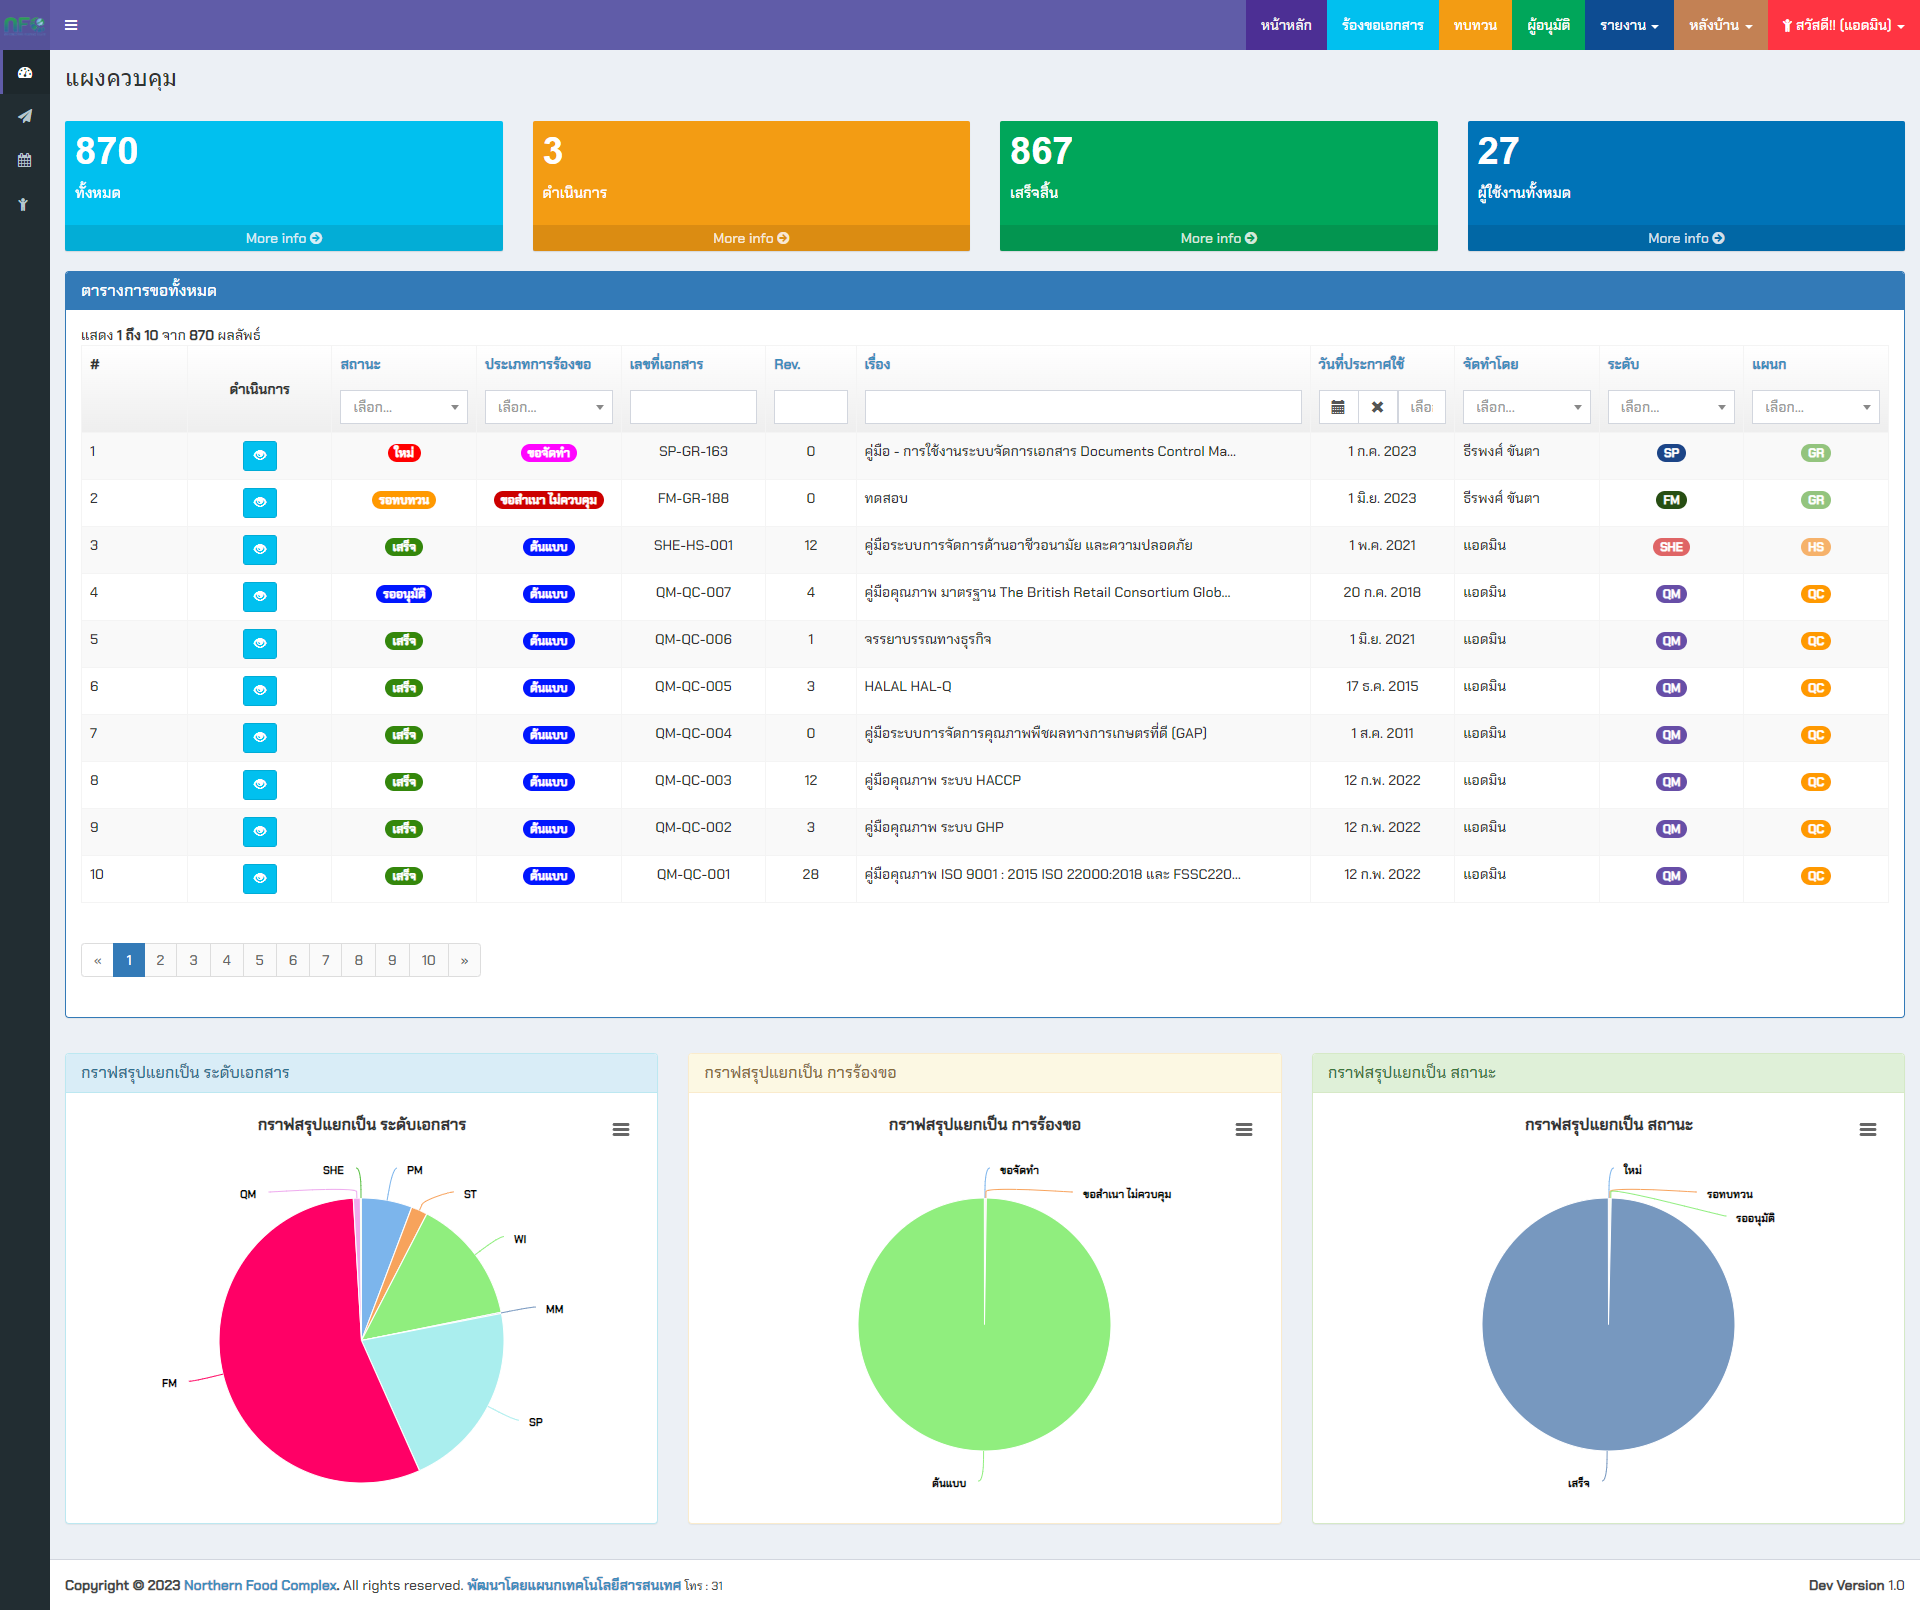 NFC
หน้าหลัก ร้องขอเอกสาร ทบทวน ผู้อนุมัติ รายงาน หลังบ้าน สวัสดี!! (แอดมิน)
แผงควบคุม
870 3 867 27
ทั้งหมด ดำเนินการ เสร็จสิ้น ผู้ใช้งานทั้งหมด
More info More info More info More info
ตารางการขอทั้งหมด
แสดง 1 ถึง 10 จาก 870 ผลลัพธ์
# ดำเนินการ สถานะ ประเภทการร้องขอ เลขที่เอกสาร Rev. เรื่อง วันที่ประกาศใช้ จัดทำโดย ระดับ แผนก
เลือก... เลือก... เลือ เลือก... เลือก... เลือก...
1 ใหม่ ขอจัดทำ SP-GR-163 0 คู่มือ - การใช้งานระบบจัดการเอกสาร Documents Control Ma... 1 ก.ค. 2023 ธีรพงศ์ ขันตา SP GR
2 รอทบทวน ขอสำเนา ไม่ควบคุม FM-GR-188 0 ทดสอบ 1 มิ.ย. 2023 ธีรพงศ์ ขันตา FM GR
3 เสร็จ ต้นแบบ SHE-HS-001 12 คู่มือระบบการจัดการด้านอาชีวอนามัย และความปลอดภัย 1 พ.ค. 2021 แอดมิน SHE HS
4 รออนุมัติ ต้นแบบ QM-QC-007 4 คู่มือคุณภาพ มาตรฐาน The British Retail Consortium Glob... 20 ก.ค. 2018 แอดมิน QM QC
5 เสร็จ ต้นแบบ QM-QC-006 1 จรรยาบรรณทางธุรกิจ 1 มิ.ย. 2021 แอดมิน QM QC
6 เสร็จ ต้นแบบ QM-QC-005 3 HALAL HAL-Q 17 ธ.ค. 2015 แอดมิน QM QC
7 เสร็จ ต้นแบบ QM-QC-004 0 คู่มือระบบการจัดการคุณภาพพืชผลทางการเกษตรที่ดี (GAP) 1 ส.ค. 2011 แอดมิน QM QC
8 เสร็จ ต้นแบบ QM-QC-003 12 คู่มือคุณภาพ ระบบ HACCP 12 ก.พ. 2022 แอดมิน QM QC
9 เสร็จ ต้นแบบ QM-QC-002 3 คู่มือคุณภาพ ระบบ GHP 12 ก.พ. 2022 แอดมิน QM QC
10 เสร็จ ต้นแบบ QM-QC-001 28 คู่มือคุณภาพ ISO 9001 : 2015 ISO 22000:2018 และ FSSC220... 12 ก.พ. 2022 แอดมิน QM QC
« 1 2 3 4 5 6 7 8 9 10 »
กราฟสรุปแยกเป็น ระดับเอกสาร
กราฟสรุปแยกเป็น ระดับเอกสาร
SHE PM
QM ST
WI
MM
FM
SP
กราฟสรุปแยกเป็น การร้องขอ
กราฟสรุปแยกเป็น การร้องขอ
ขอจัดทำ
ขอสำเนา ไม่ควบคุม
ต้นแบบ
กราฟสรุปแยกเป็น สถานะ
กราฟสรุปแยกเป็น สถานะ
ใหม่
รอทบทวน
รออนุมัติ
เสร็จ
Copyright © 2023 Northern Food Complex. All rights reserved. พัฒนาโดยแผนกเทคโนโลยีสารสนเทศ โทร : 31 Dev Version 1.0